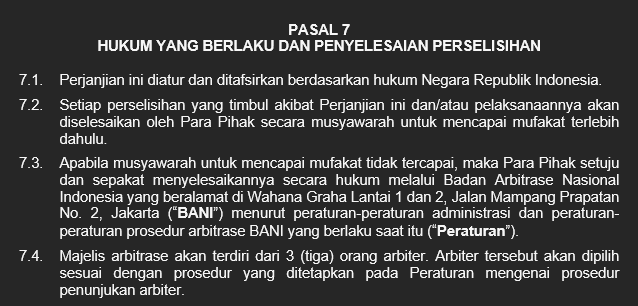 PASAL 7
HUKUM YANG BERLAKU DAN PENYELESAIAN PERSELISIHAN
7.1. Perjanjian ini diatur dan ditafsirkan berdasarkan hukum Negara Republik Indonesia.
7.2. Setiap perselisihan yang timbul akibat Perjanjian ini dan/atau pelaksanaannya akan
diselesaikan oleh Para Pihak secara musyawarah untuk mencapai mufakat terlebih
dahulu.
7.3. Apabila musyawarah untuk mencapai mufakat tidak tercapai, maka Para Pihak setuju
dan sepakat menyelesaikannya secara hukum melalui Badan Arbitrase Nasional
Indonesia yang beralamat di Wahana Graha Lantai 1 dan 2, Jalan Mampang Prapatan
No. 2, Jakarta (“BANI”) menurut peraturan-peraturan administrasi dan peraturan-
peraturan prosedur arbitrase BANI yang berlaku saat itu (“Peraturan”).
7.4. Majelis arbitrase akan terdiri dari 3 (tiga) orang arbiter. Arbiter tersebut akan dipilih
sesuai dengan prosedur yang ditetapkan pada Peraturan mengenai prosedur
penunjukan arbiter.